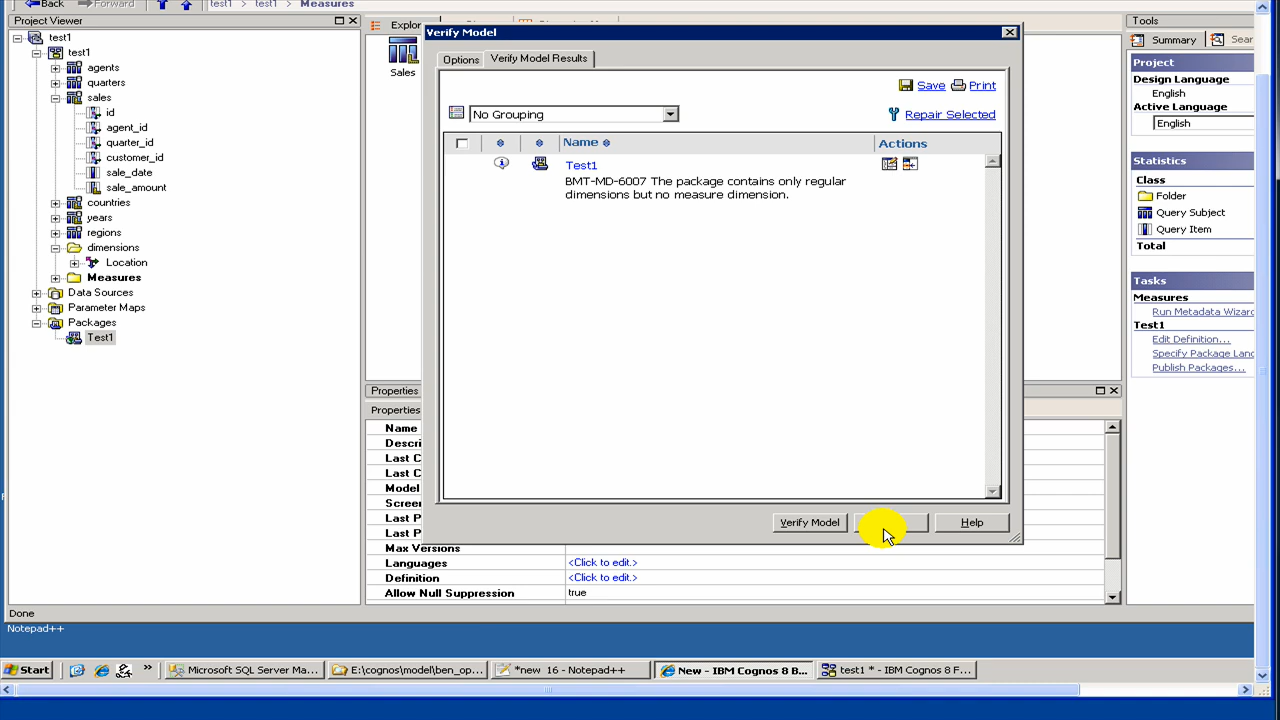 Back
Forward
test1
test1
Measures
Project Viewer
test1
test1
agents
quarters
sales
id
agent_id
quarter_id
customer_id
sale_date
sale_amount
countries
years
regions
dimensions
Location
Measures
Data Sources
Parameter Maps
Packages
Test1
Explor
Sales
Verify Model
Options
Verify Model Results
Save
Print
No Grouping
Repair Selected
Name
Actions
Test1
BMT-MD-6007 The package contains only regular
dimensions but no measure dimension.
Verify Model
Help
Properties
Properties
Name
Descri
Last C
Last C
Model
Screen
Last P
Last P
Max Versions
Languages
<Click to edit.>
Definition
<Click to edit.>
Allow Null Suppression
true
Tools
Summary
Sear
Project
Design Language
English
Active Language
English
Statistics
Class
Folder
Query Subject
Query Item
Total
Tasks
Measures
Run Metadata Wizard
Test1
Edit Definition...
Specify Package Lan
Publish Packages...
Done
Notepad++
Start
»
Microsoft SQL Server Ma...
E:\cognos\model\ben_op...
*new 16 - Notepad++
New - IBM Cognos 8 B...
test1 * - IBM Cognos 8 F...